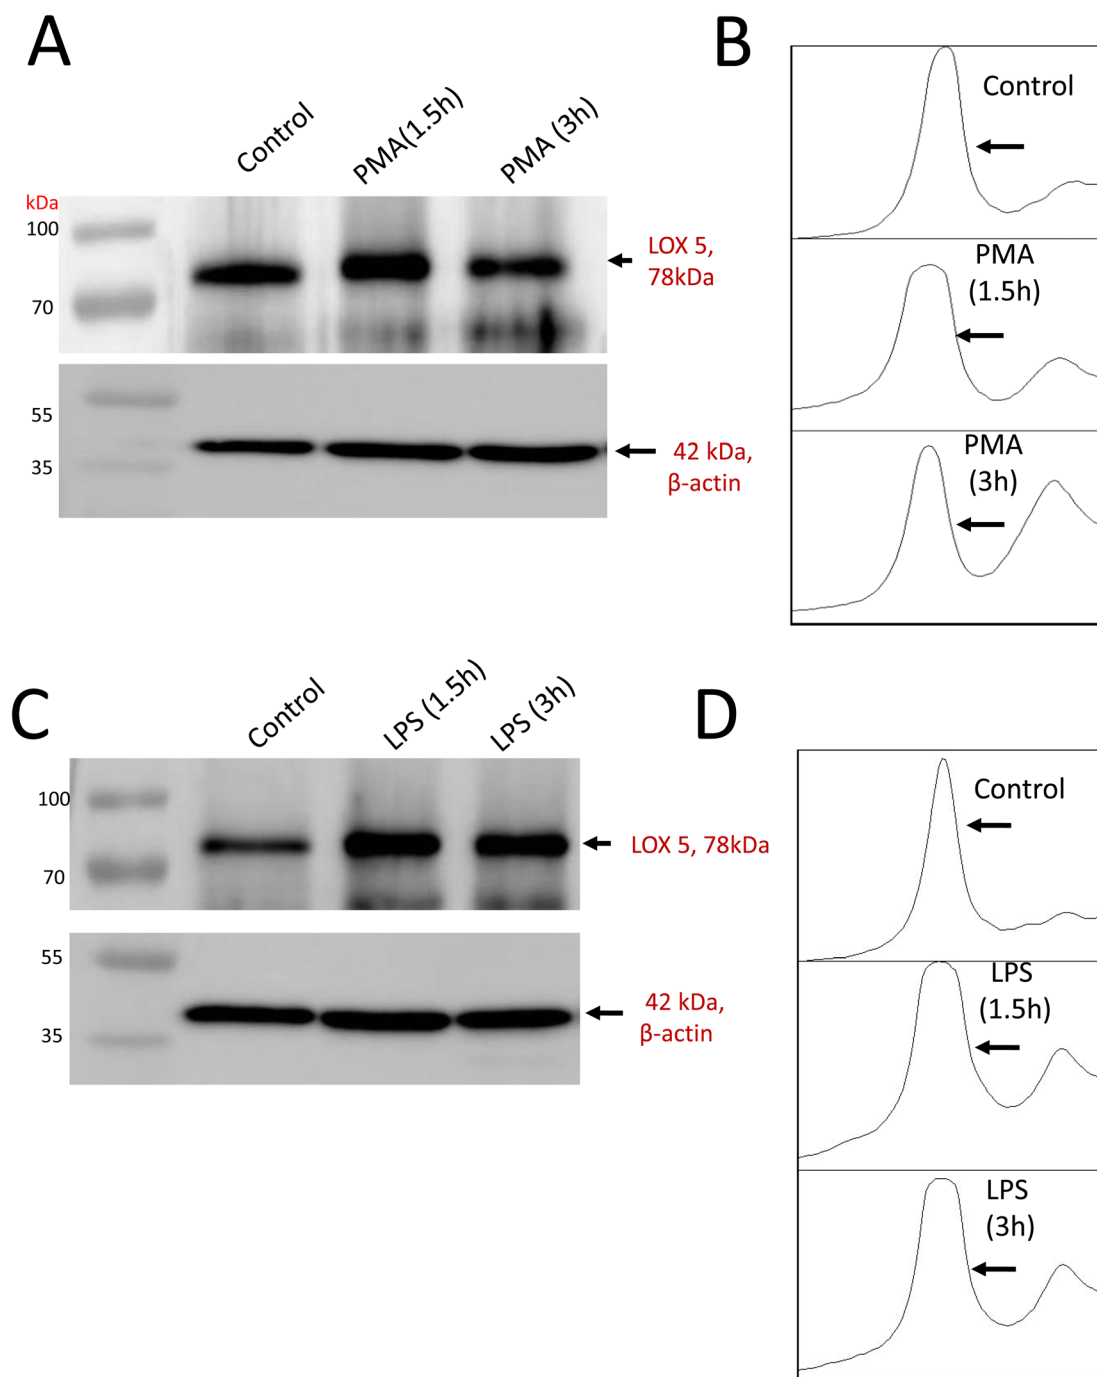 A
Control
PMA(1.5h)
PMA (3h)
kDa
100
70
LOX 5,
78kDa
55
35
42 kDa,
β-actin
B
Control
PMA
(1.5h)
PMA
(3h)
C
Control
LPS (1.5h)
LPS (3h)
100
70
LOX 5, 78kDa
55
35
42 kDa,
β-actin
D
Control
LPS
(1.5h)
LPS
(3h)